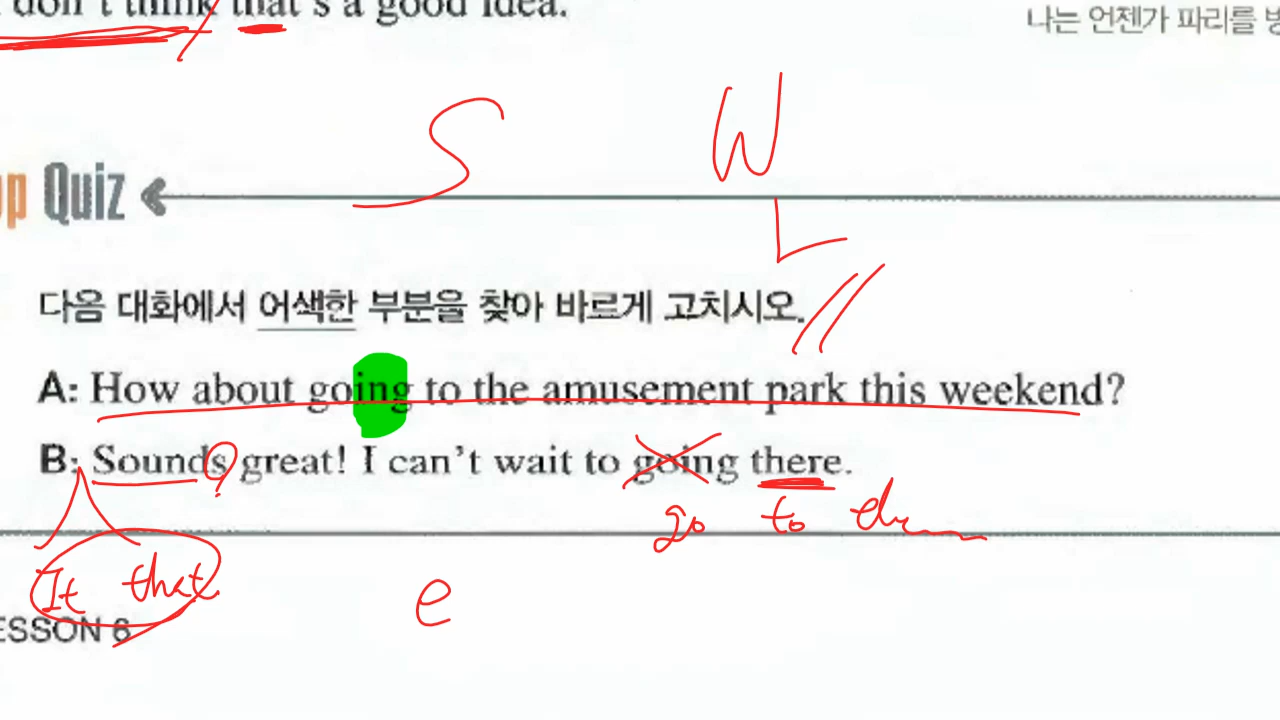 don't think that's a good idea.
나는 언젠가 파리를
S W
Quiz
L
다음 대화에서 어색한 부분을 찾아 바르게 고치시오.
A: How about going to the amusement park this weekend?
B: Sounds great! I can't wait to going there.
go to
It that
e
ESSON 6